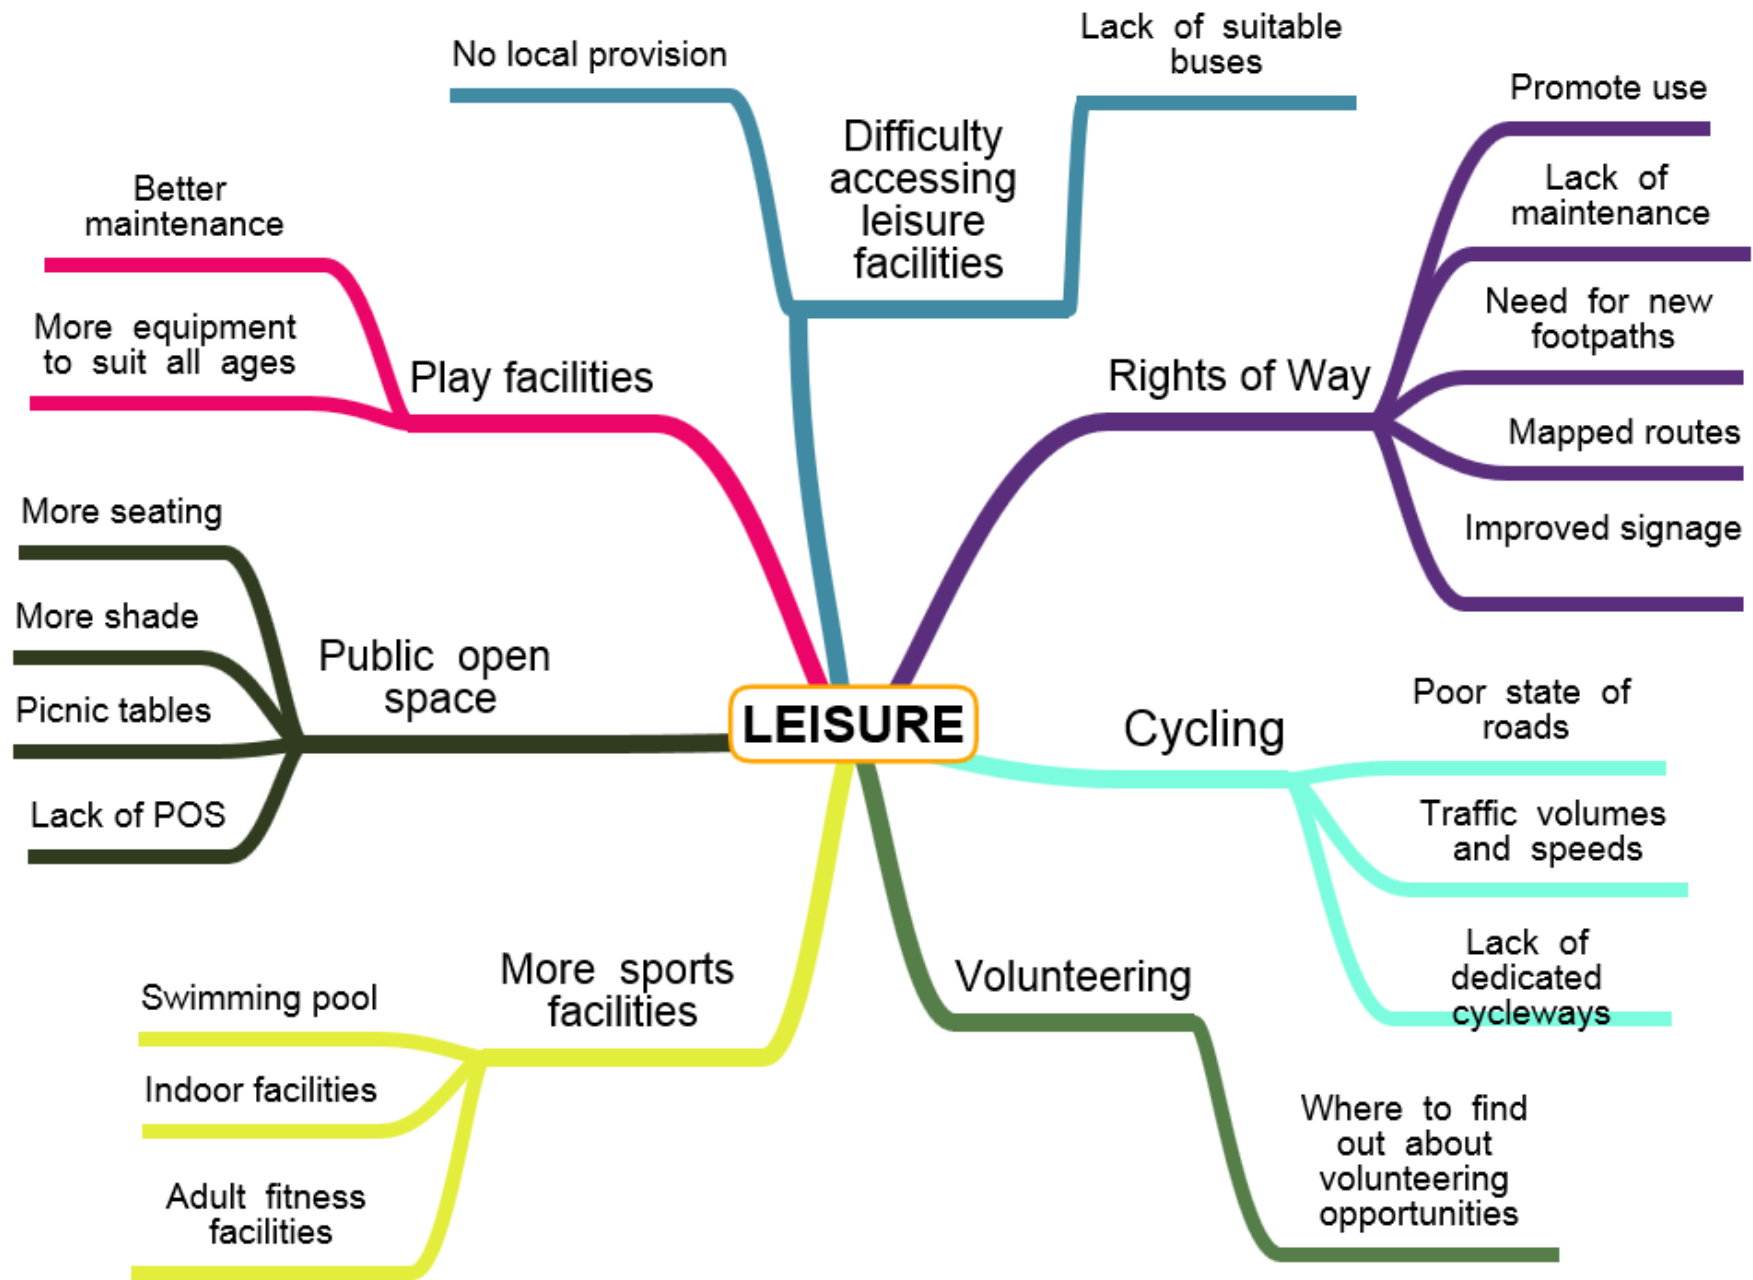 No local provision
Lack of suitable
buses
Difficulty
accessing
leisure
facilities
Promote use
Lack of
maintenance
Need for new
footpaths
Rights of Way
Mapped routes
Improved signage
Better
maintenance
More equipment
to suit all ages
Play facilities
More seating
More shade
Public open
space
Picnic tables
Lack of POS
LEISURE
Cycling
Poor state of
roads
Traffic volumes
and speeds
Lack of
dedicated
cycleways
More sports
facilities
Swimming pool
Indoor facilities
Adult fitness
facilities
Volunteering
Where to find
out about
volunteering
opportunities